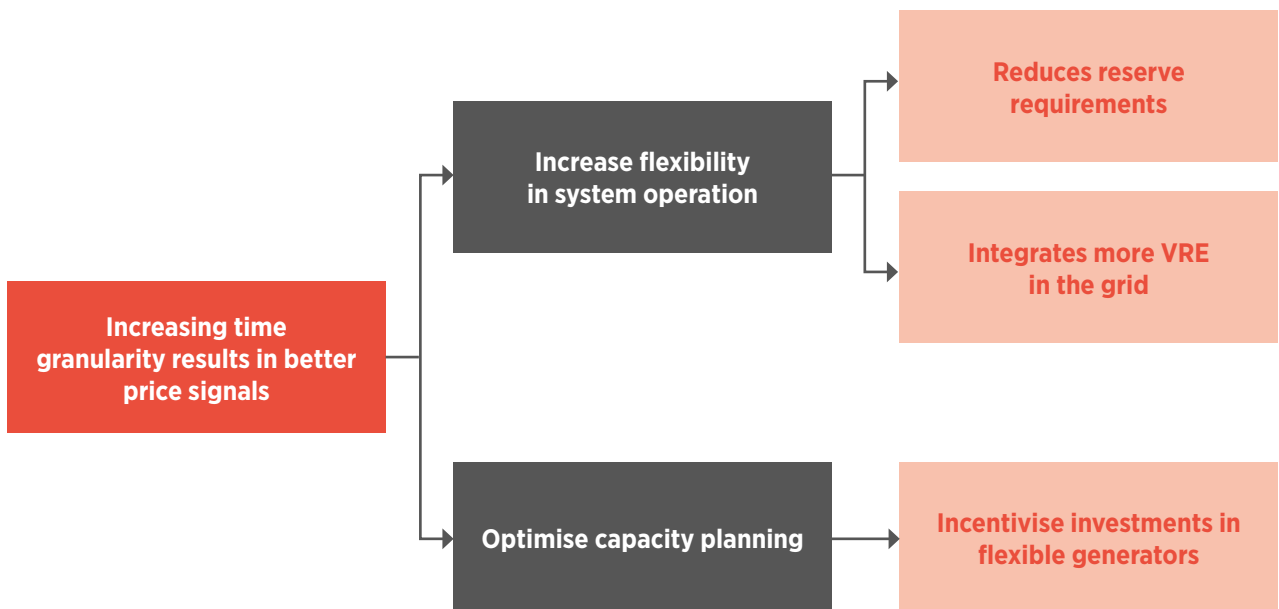 Increasing time
granularity results in better
price signals
Increase flexibility
in system operation
Optimise capacity planning
Reduces reserve
requirements
Integrates more VRE
in the grid
Incentivise investments in
flexible generators